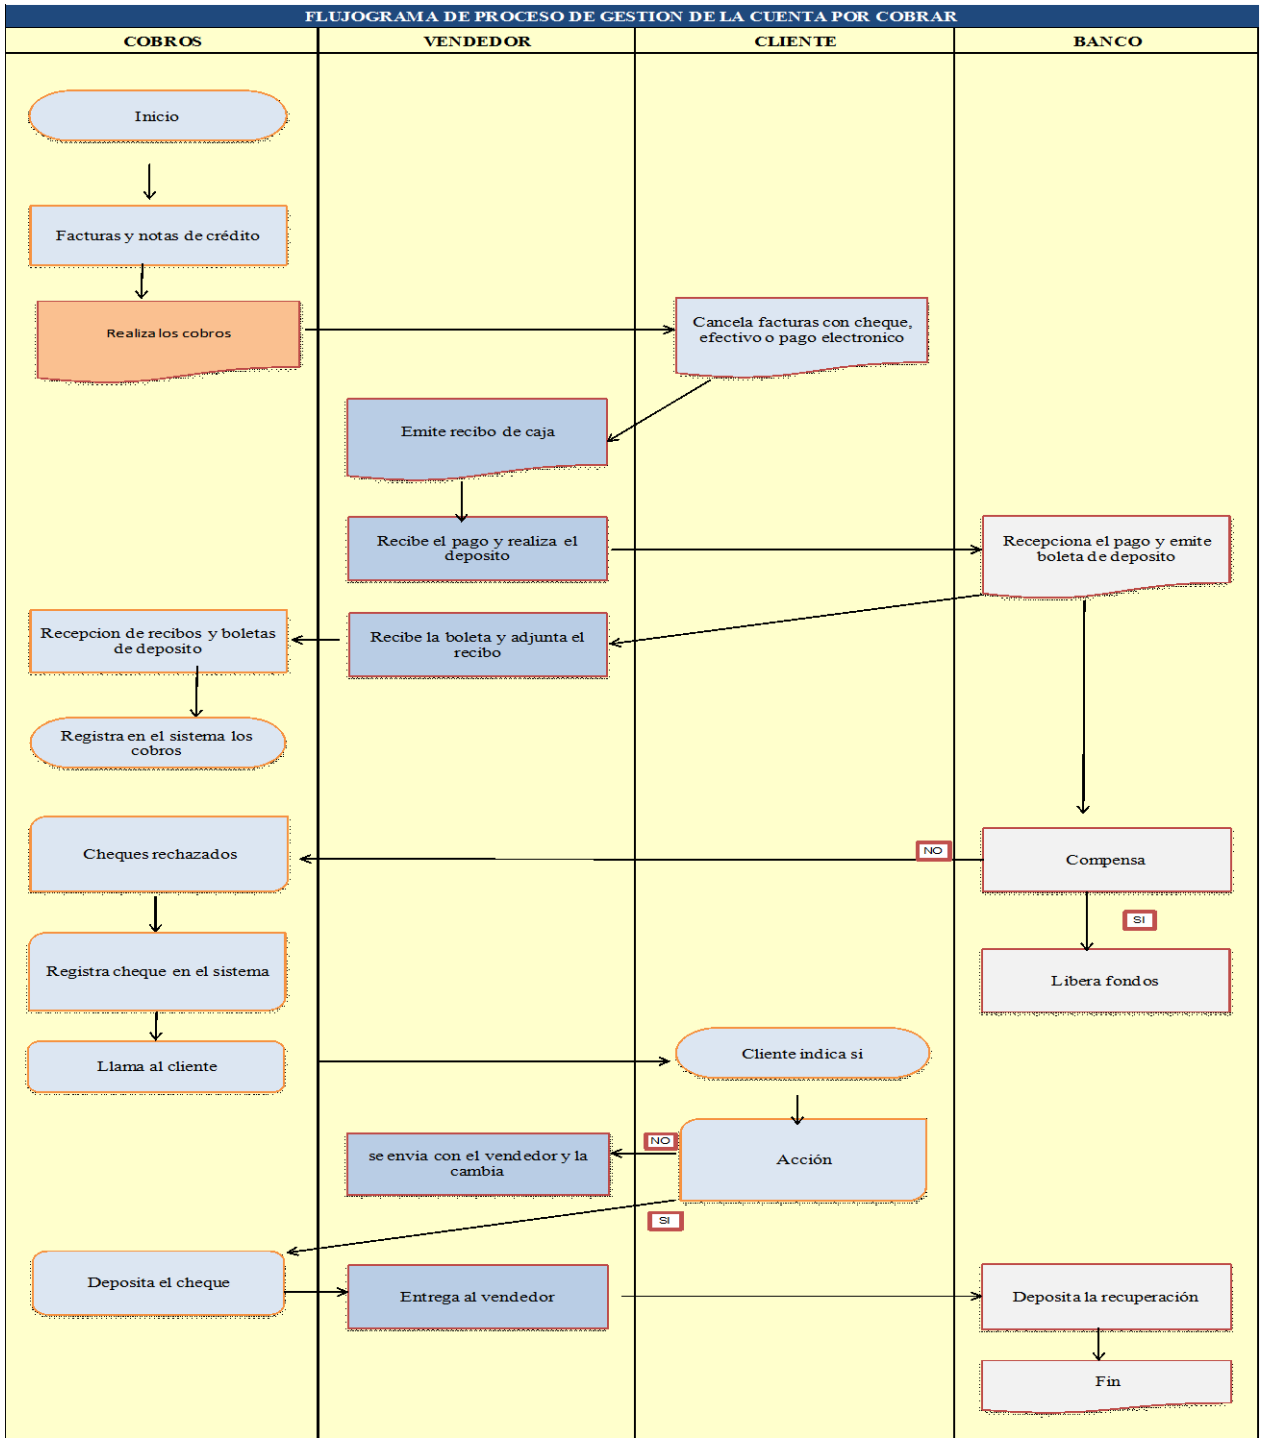 FLUJOGRAMA DE PROCESO DE GESTION DE LA CUENTA POR COBRAR
COBROS
VENDEDOR
CLIENTE
BANCO
Inicio
Facturas y notas de crédito
Realiza los cobros
Cancela facturas con cheque,
efectivo o pago electronico
Emite recibo de caja
Recibe el pago y realiza el
deposito
Recepciona el pago y emite
boleta de deposito
Recepcion de recibos y boletas
de deposito
Recibe la boleta y adjunta el
recibo
Registra en el sistema los
cobros
Cheques rechazados
NO
Compensa
SI
Registra cheque en el sistema
Libera fondos
Llama al cliente
Cliente indica si
se envia con el vendedor y la
cambia
NO
Acción
SI
Deposita el cheque
Entrega al vendedor
Deposita la recuperación
Fin